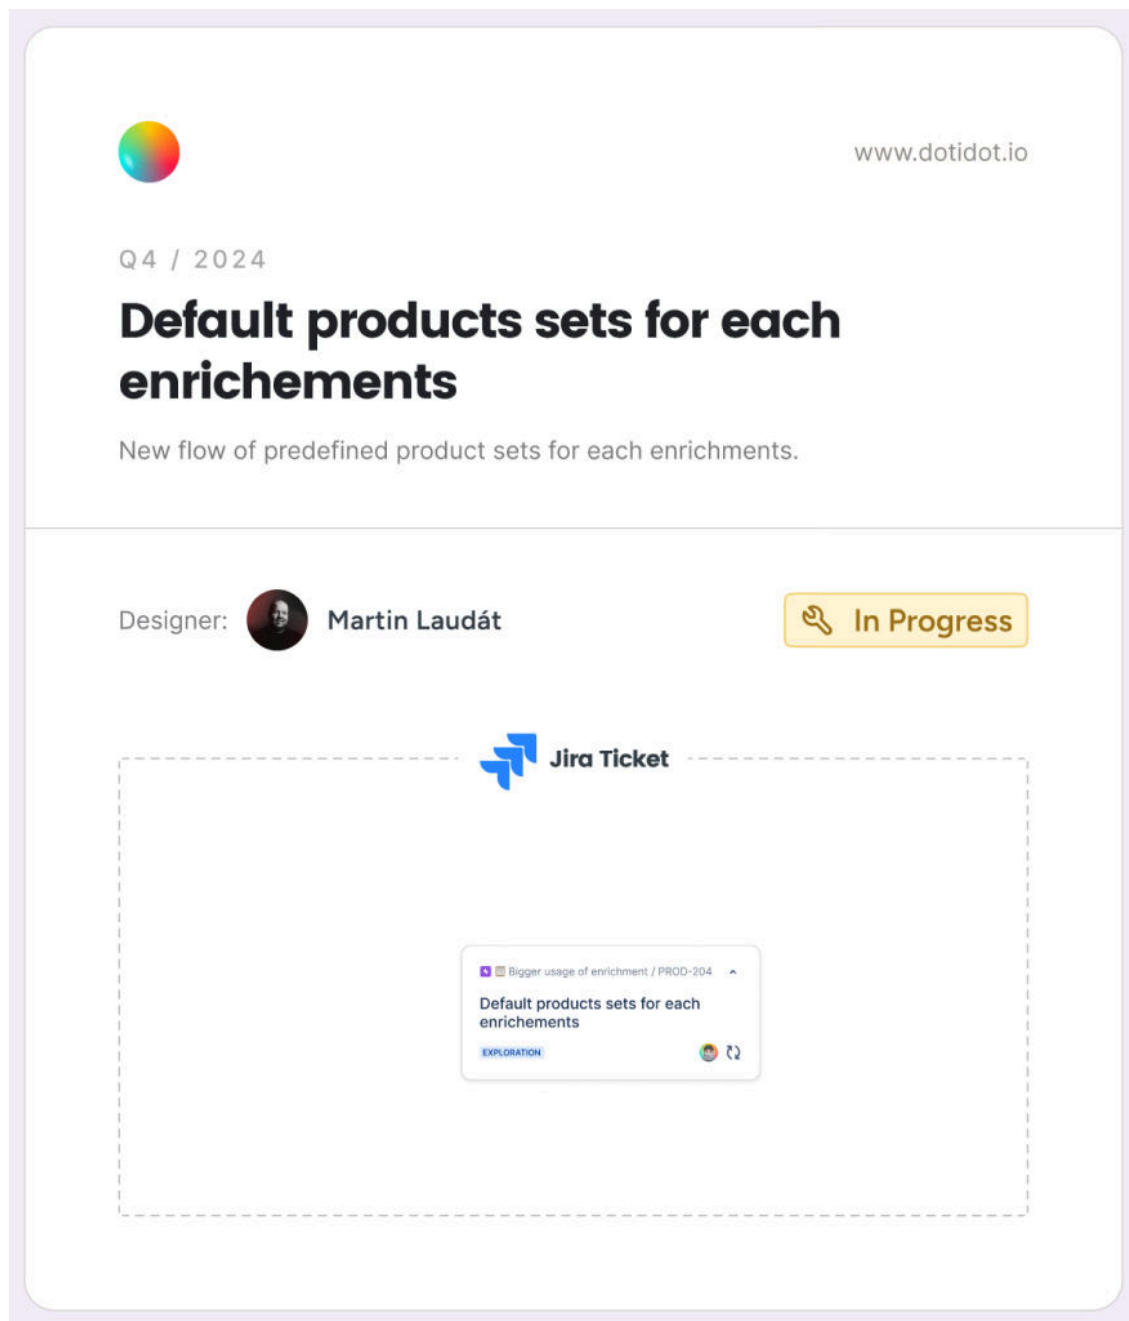 www.dotidot.io
Q4 / 2024
Default products sets for each
enrichements
New flow of predefined product sets for each enrichments.
Designer: Martin Laudát
In Progress
Jira Ticket
Bigger usage of enrichment / PROD-204
Default products sets for each
enrichements
EXPLORATION